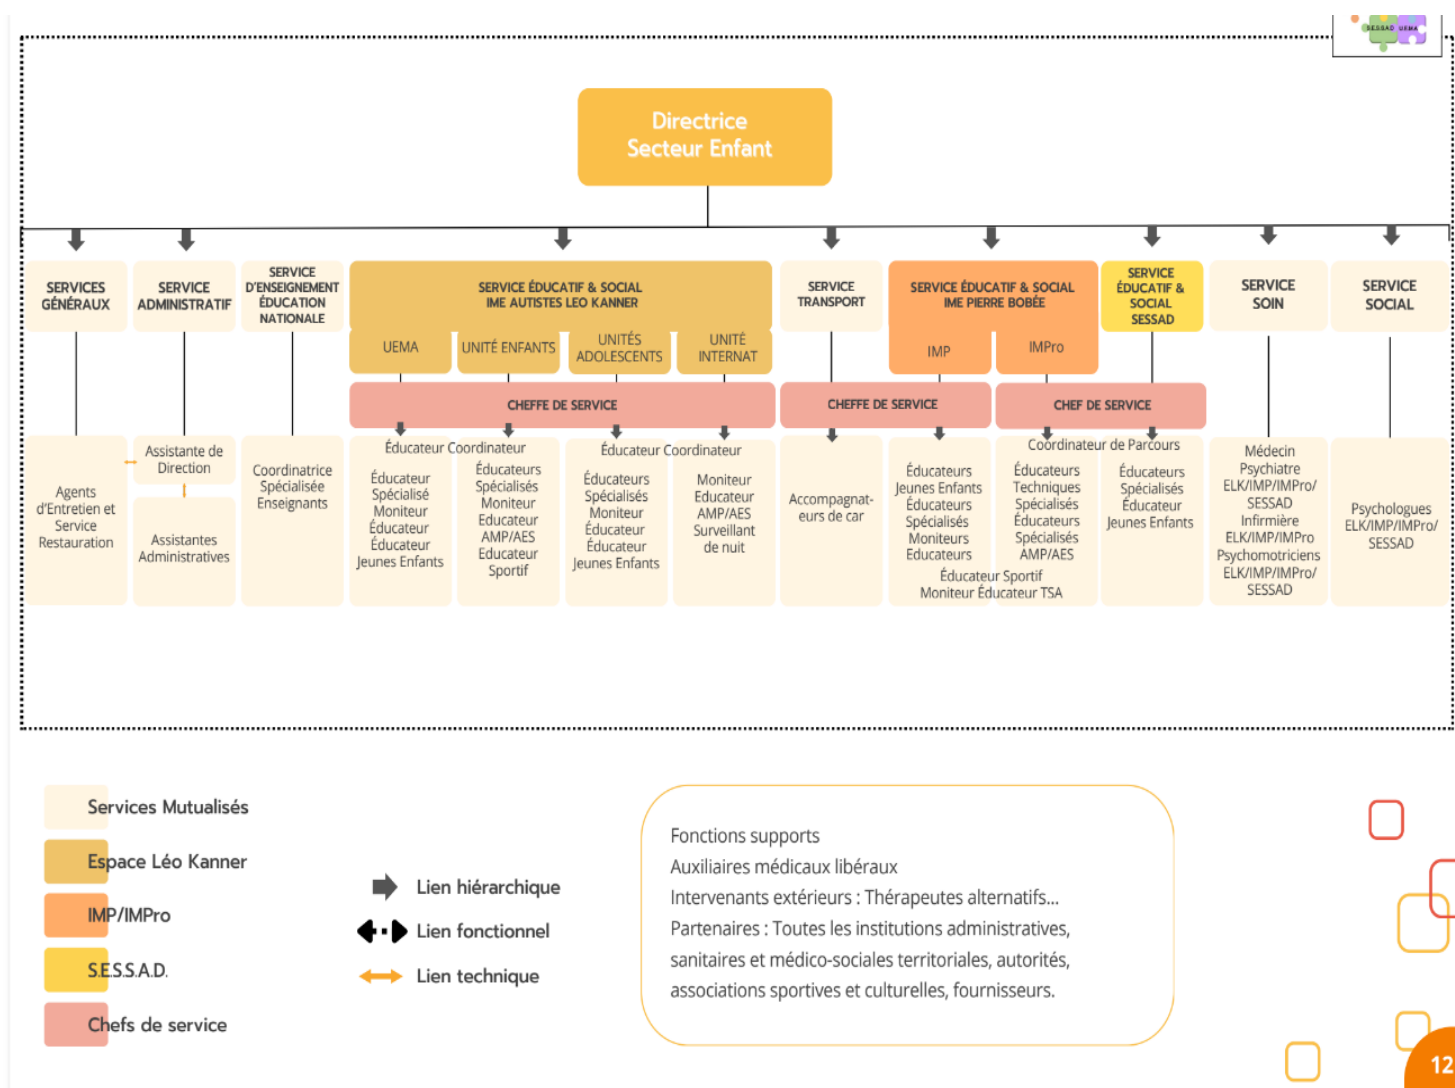 SESSAD UEMA
Directrice
Secteur Enfant
SERVICES
GÉNÉRAUX
SERVICE
ADMINISTRATIF
SERVICE
D'ENSEIGNEMENT
ÉDUCATION
NATIONALE
SERVICE ÉDUCATIF & SOCIAL
IME AUTISTES LEO KANNER
SERVICE
TRANSPORT
SERVICE ÉDUCATIF & SOCIAL
IME PIERRE BOBÉE
SERVICE
ÉDUCATIF &
SOCIAL
SESSAD
SERVICE
SOIN
SERVICE
SOCIAL
UEMA
UNITÉ ENFANTS
UNITÉS
ADOLESCENTS
UNITÉ
INTERNAT
IMP
IMPro
CHEFFE DE SERVICE
CHEFFE DE SERVICE
CHEF DE SERVICE
Agents
d'Entretien et
Service
Restauration
Assistante de
Direction
Assistantes
Administratives
Coordinatrice
Spécialisée
Enseignants
Éducateur Coordinateur
Éducateur
Spécialisé
Moniteur
Éducateur
Éducateur
Jeunes Enfants
Éducateurs
Spécialisés
Moniteur
Educateur
AMP/AES
Educateur
Sportif
Éducateur Coordinateur
Éducateurs
Spécialisés
Moniteur
Éducateur
Éducateur
Jeunes Enfants
Moniteur
Educateur
AMP/AES
Surveillant
de nuit
Accompagnat-
eurs de car
Éducateurs
Jeunes Enfants
Éducateurs
Spécialisés
Moniteurs
Educateurs
Coordinateur de Parcours
Éducateurs
Techniques
Spécialisés
Éducateurs
Spécialisés
AMP/AES
Éducateur Sportif
Moniteur Éducateur TSA
Éducateurs
Spécialisés
Éducateur
Jeunes Enfants
Médecin
Psychiatre
ELK/IMP/IMPro/
SESSAD
Infirmière
ELK/IMP/IMPro
Psychomotriciens
ELK/IMP/IMPro/
SESSAD
Psychologues
ELK/IMP/IMPro/
SESSAD
Services Mutualisés
Espace Léo Kanner
IMP/IMPro
S.E.S.S.A.D.
Chefs de service
Lien hiérarchique
Lien fonctionnel
Lien technique
Fonctions supports
Auxiliaires médicaux libéraux
Intervenants extérieurs : Thérapeutes alternatifs...
Partenaires : Toutes les institutions administratives,
sanitaires et médico-sociales territoriales, autorités,
associations sportives et culturelles, fournisseurs.
12